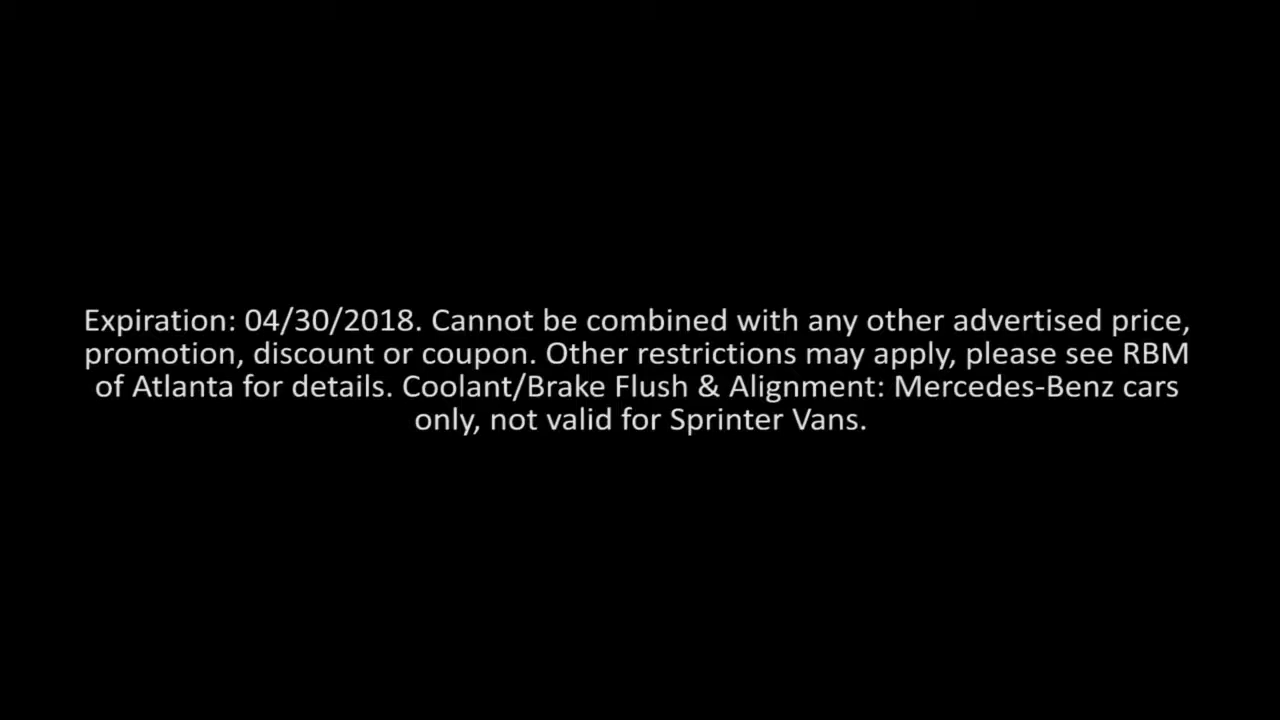 Expiration: 04/30/2018. Cannot be combined with any other advertised price,
promotion, discount or coupon. Other restrictions may apply, please see RBM
of Atlanta for details. Coolant/Brake Flush & Alignment: Mercedes-Benz cars
only, not valid for Sprinter Vans.